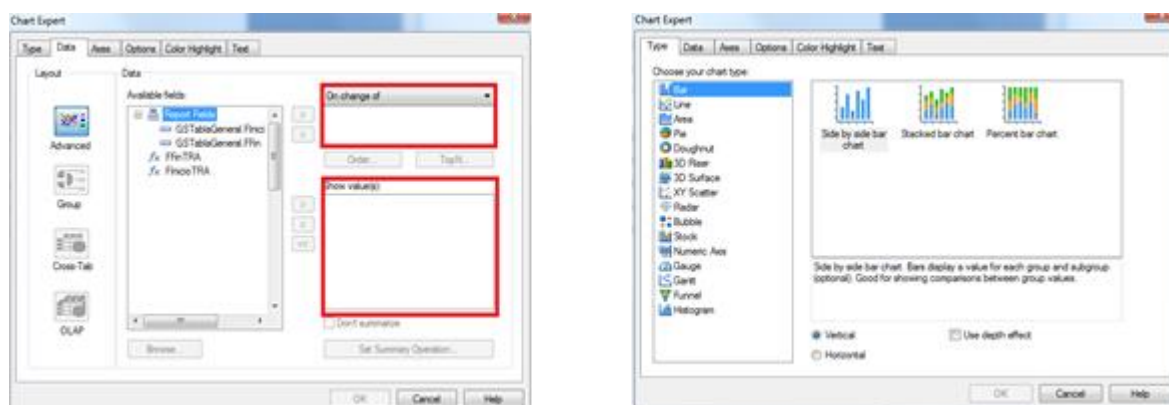 Chart Expert
Type Data Axes Options Color Highlight Text
Layout
Data
Available fields:
On change of
Report Fields
GSTablaGeneral.FInicio
GSTablaGeneral.FFin
FFinTRA
FInicioTRA
Advanced
Order...
TopN...
Group
Show value(s)
Cross-Tab
OLAP
Don't summarize
Browse...
Set Summary Operation...
OK Cancel Help
Chart Expert
Type Data Axes Options Color Highlight Text
Choose your chart type:
Bar
Line
Area
Pie
Doughnut
3D Riser
3D Surface
XY Scatter
Radar
Bubble
Stock
Numeric Axis
Gauge
Gantt
Funnel
Histogram
Side by side bar chart
Stacked bar chart
Percent bar chart
Side by side bar chart. Bars display a value for each group and subgroup
(optional). Good for showing comparisons between group values.
Vertical
Use depth effect
Horizontal
OK Cancel Help